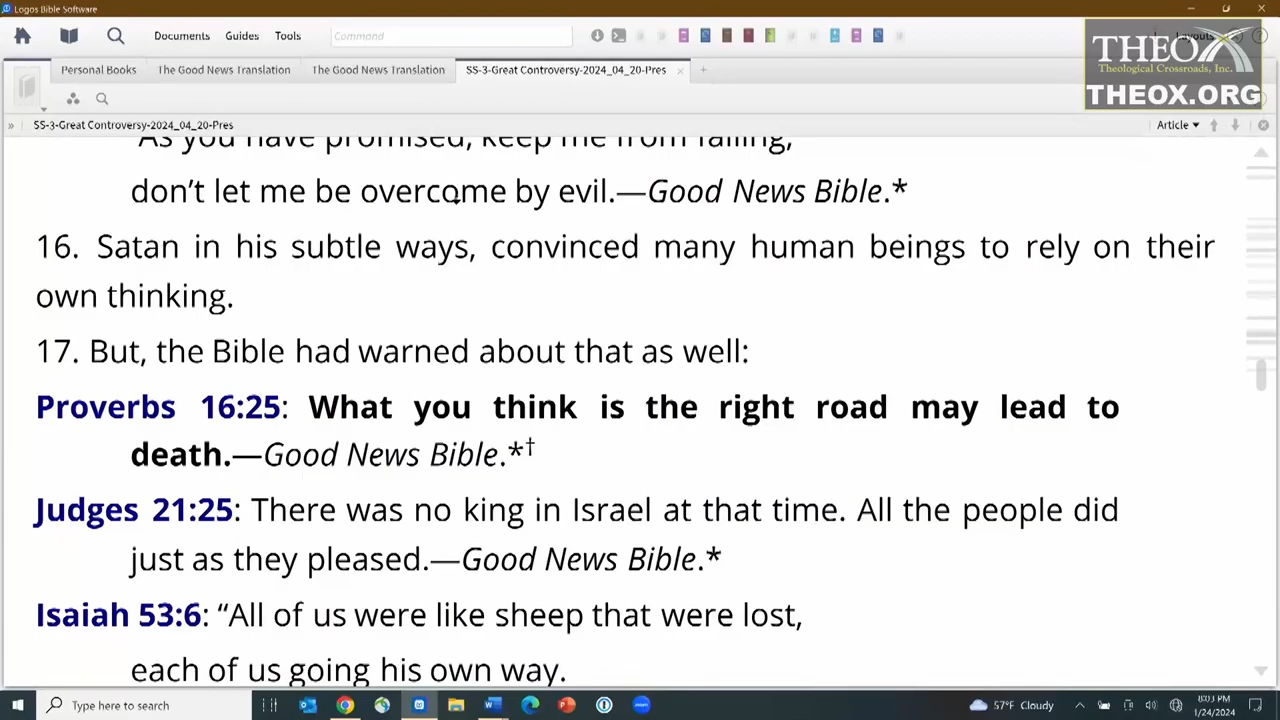 Logos Bible Software
Documents Guides Tools Command
THEOX
Theological Crossroads, Inc.
THEOX.ORG
Personal Books The Good News Translation The Good News Translati SS-3-Great Controversy-2024_04_20-Pres
SS-3-Great Controversy-2024_04_20-Pres Article
As you have promised, keep me from falling,
don't let me be overcome by evil.—Good News Bible.*
16. Satan in his subtle ways, convinced many human beings to rely on their
own thinking.
17. But, the Bible had warned about that as well:
Proverbs 16:25: What you think is the right road may lead to
death.—Good News Bible.*†
Judges 21:25: There was no king in Israel at that time. All the people did
just as they pleased.—Good News Bible.*
Isaiah 53:6: “All of us were like sheep that were lost,
each of us going his own way.
Type here to search 57°F Cloudy 8:03 PM
1/24/2024